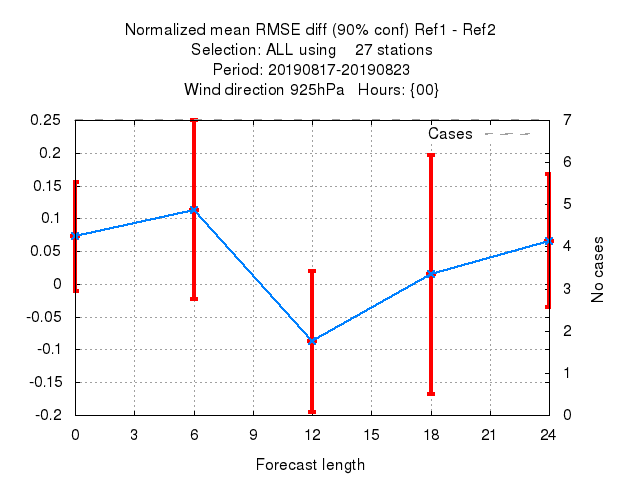 Normalized mean RMSE diff (90% conf) Ref1 - Ref2
Selection: ALL using    27 stations
Period: 20190817-20190823
Wind direction 925hPa   Hours: {00}
Cases
0.25
0.2
0.15
0.1
0.05
0
-0.05
-0.1
-0.15
-0.2
7
6
5
4
3
2
1
0
No cases
0 3 6 9 12 15 18 21 24
Forecast length